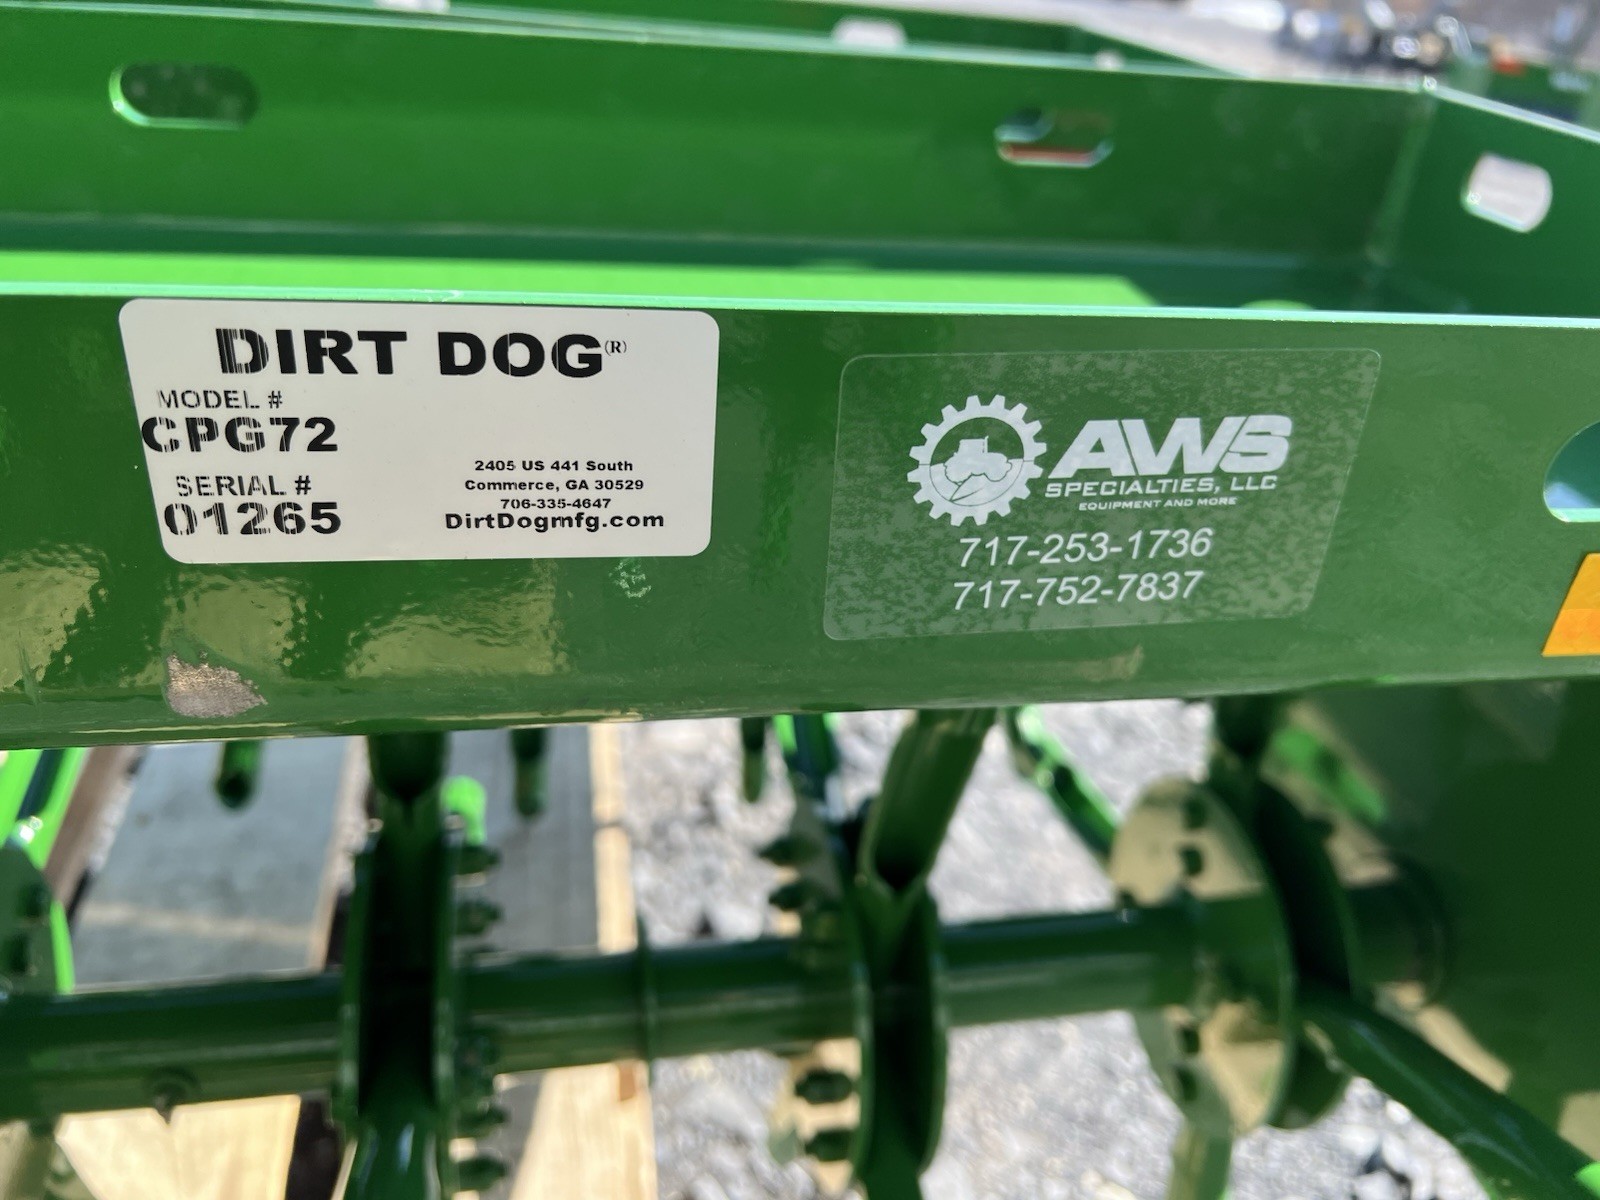 DIRT DOG(R)
MODEL #
CPG72
SERIAL #
01265
2405 US 441 South
Commerce, GA 30529
706-335-4647
DirtDogmfg.com
AWS
SPECIALTIES, LLC
EQUIPMENT AND MORE
717-253-1736
717-752-7837